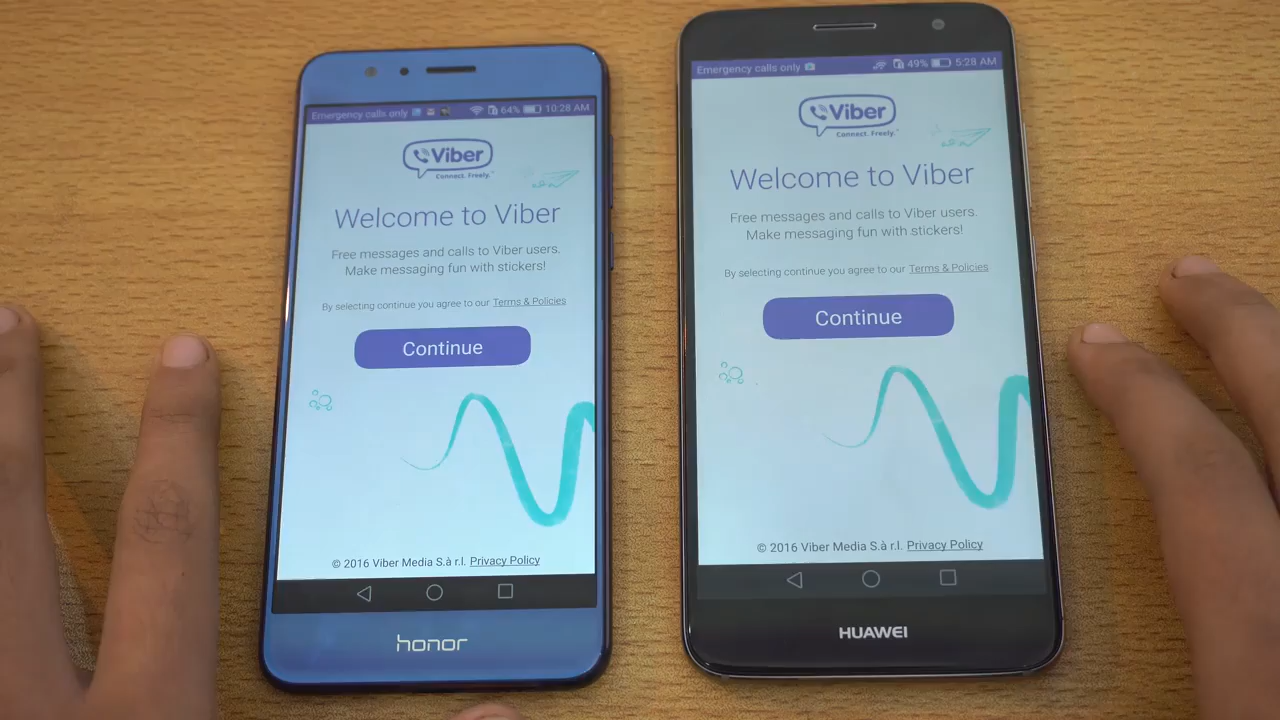 Emergency calls only
64% 10:28 AM
Viber
Connect. Freely.™
Welcome to Viber
Free messages and calls to Viber users.
Make messaging fun with stickers!
By selecting continue you agree to our Terms & Policies
Continue
© 2016 Viber Media S.à r.l. Privacy Policy
honor
Emergency calls only
49% 5:28 AM
Viber
Connect. Freely.™
Welcome to Viber
Free messages and calls to Viber users.
Make messaging fun with stickers!
By selecting continue you agree to our Terms & Policies
Continue
© 2016 Viber Media S.à r.l. Privacy Policy
HUAWEI